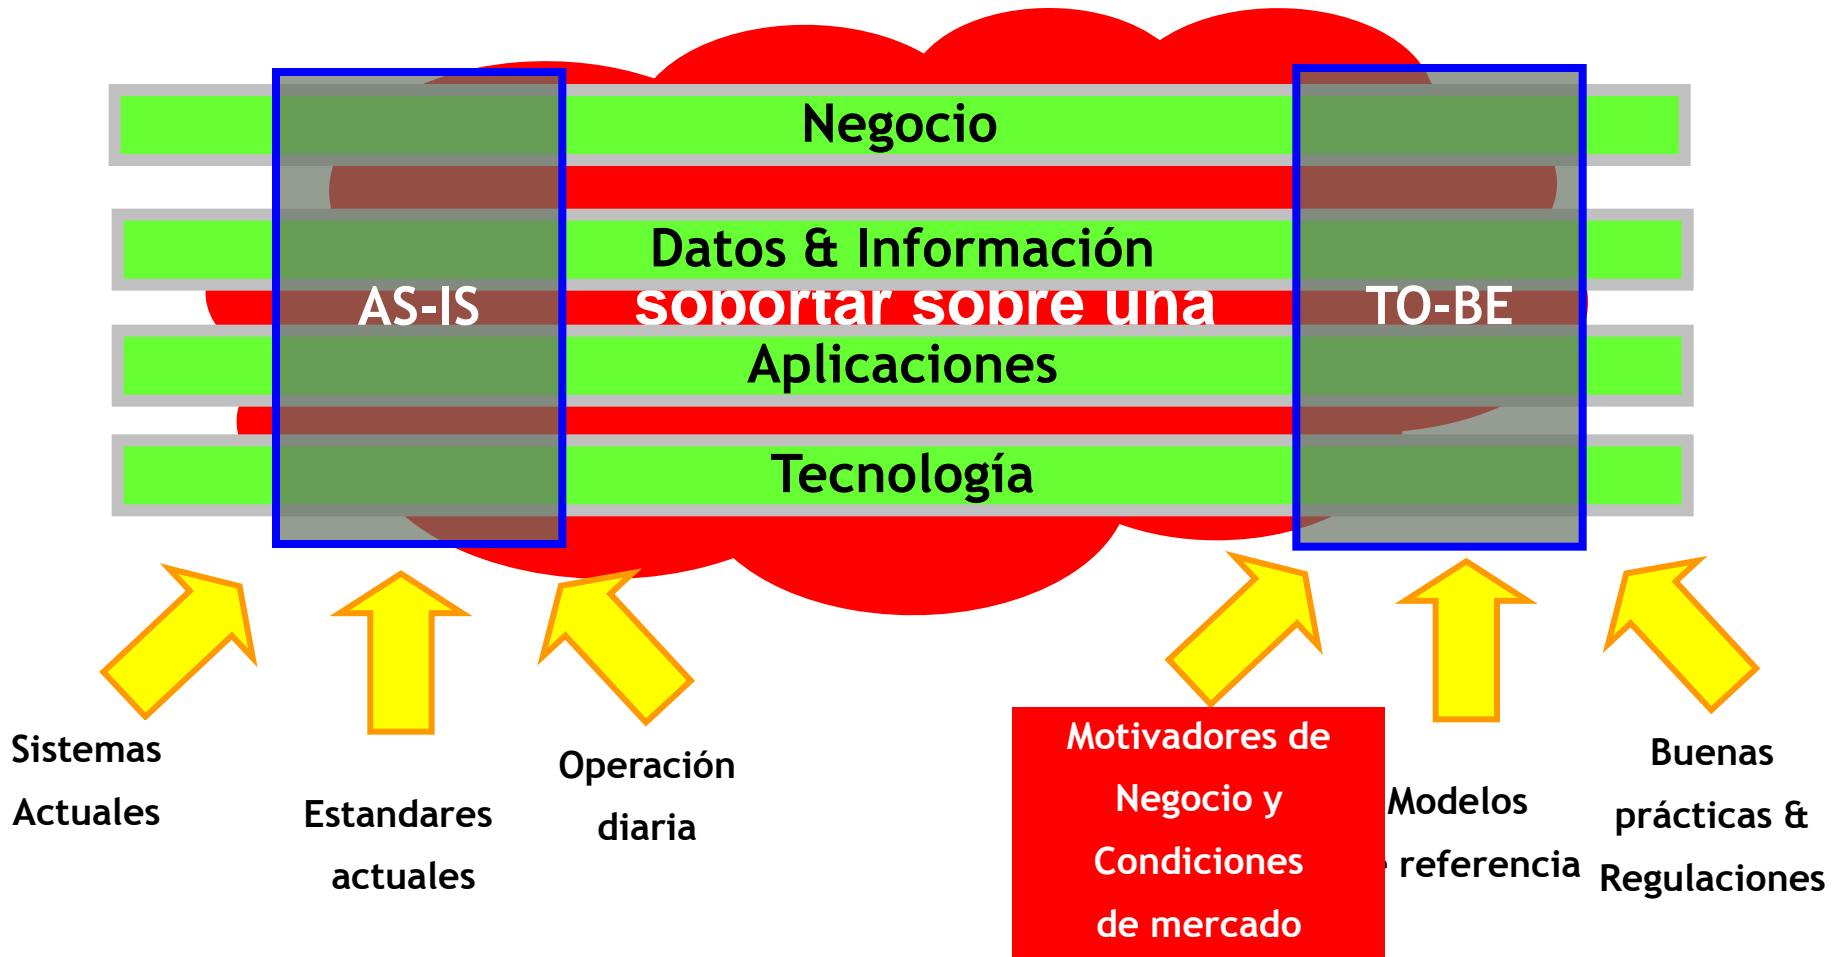 Negocio
Datos & Información
AS-IS
soportar sobre una
TO-BE
Aplicaciones
Tecnología
Sistemas
Actuales
Estandares
actuales
Operación
diaria
Motivadores de
Negocio y
Condiciones
de mercado
Modelos
referencia
Buenas
prácticas &
Regulaciones